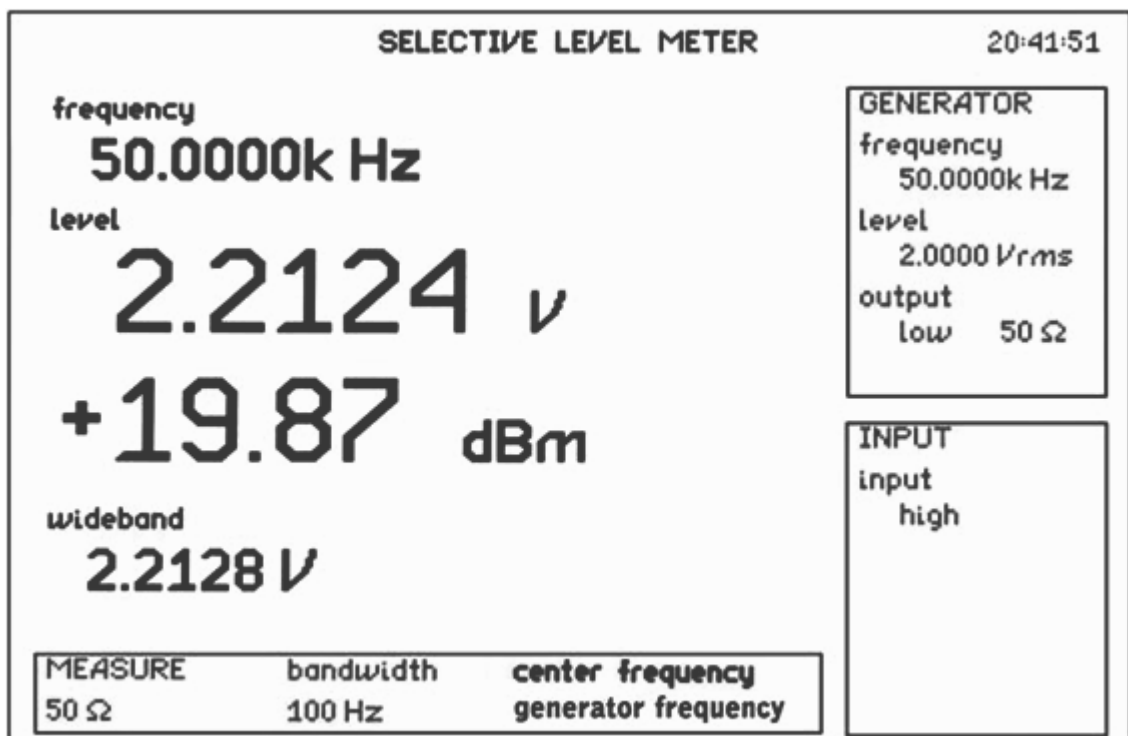 SELECTIVE LEVEL METER 20:41:51
frequency
50.0000k Hz
level
2.2124 V
+19.87 dBm
wideband
2.2128 V
MEASURE bandwidth center frequency
50 Ω 100 Hz generator frequency
GENERATOR
frequency
50.0000k Hz
level
2.0000 Vrms
output
low 50 Ω
INPUT
input
high